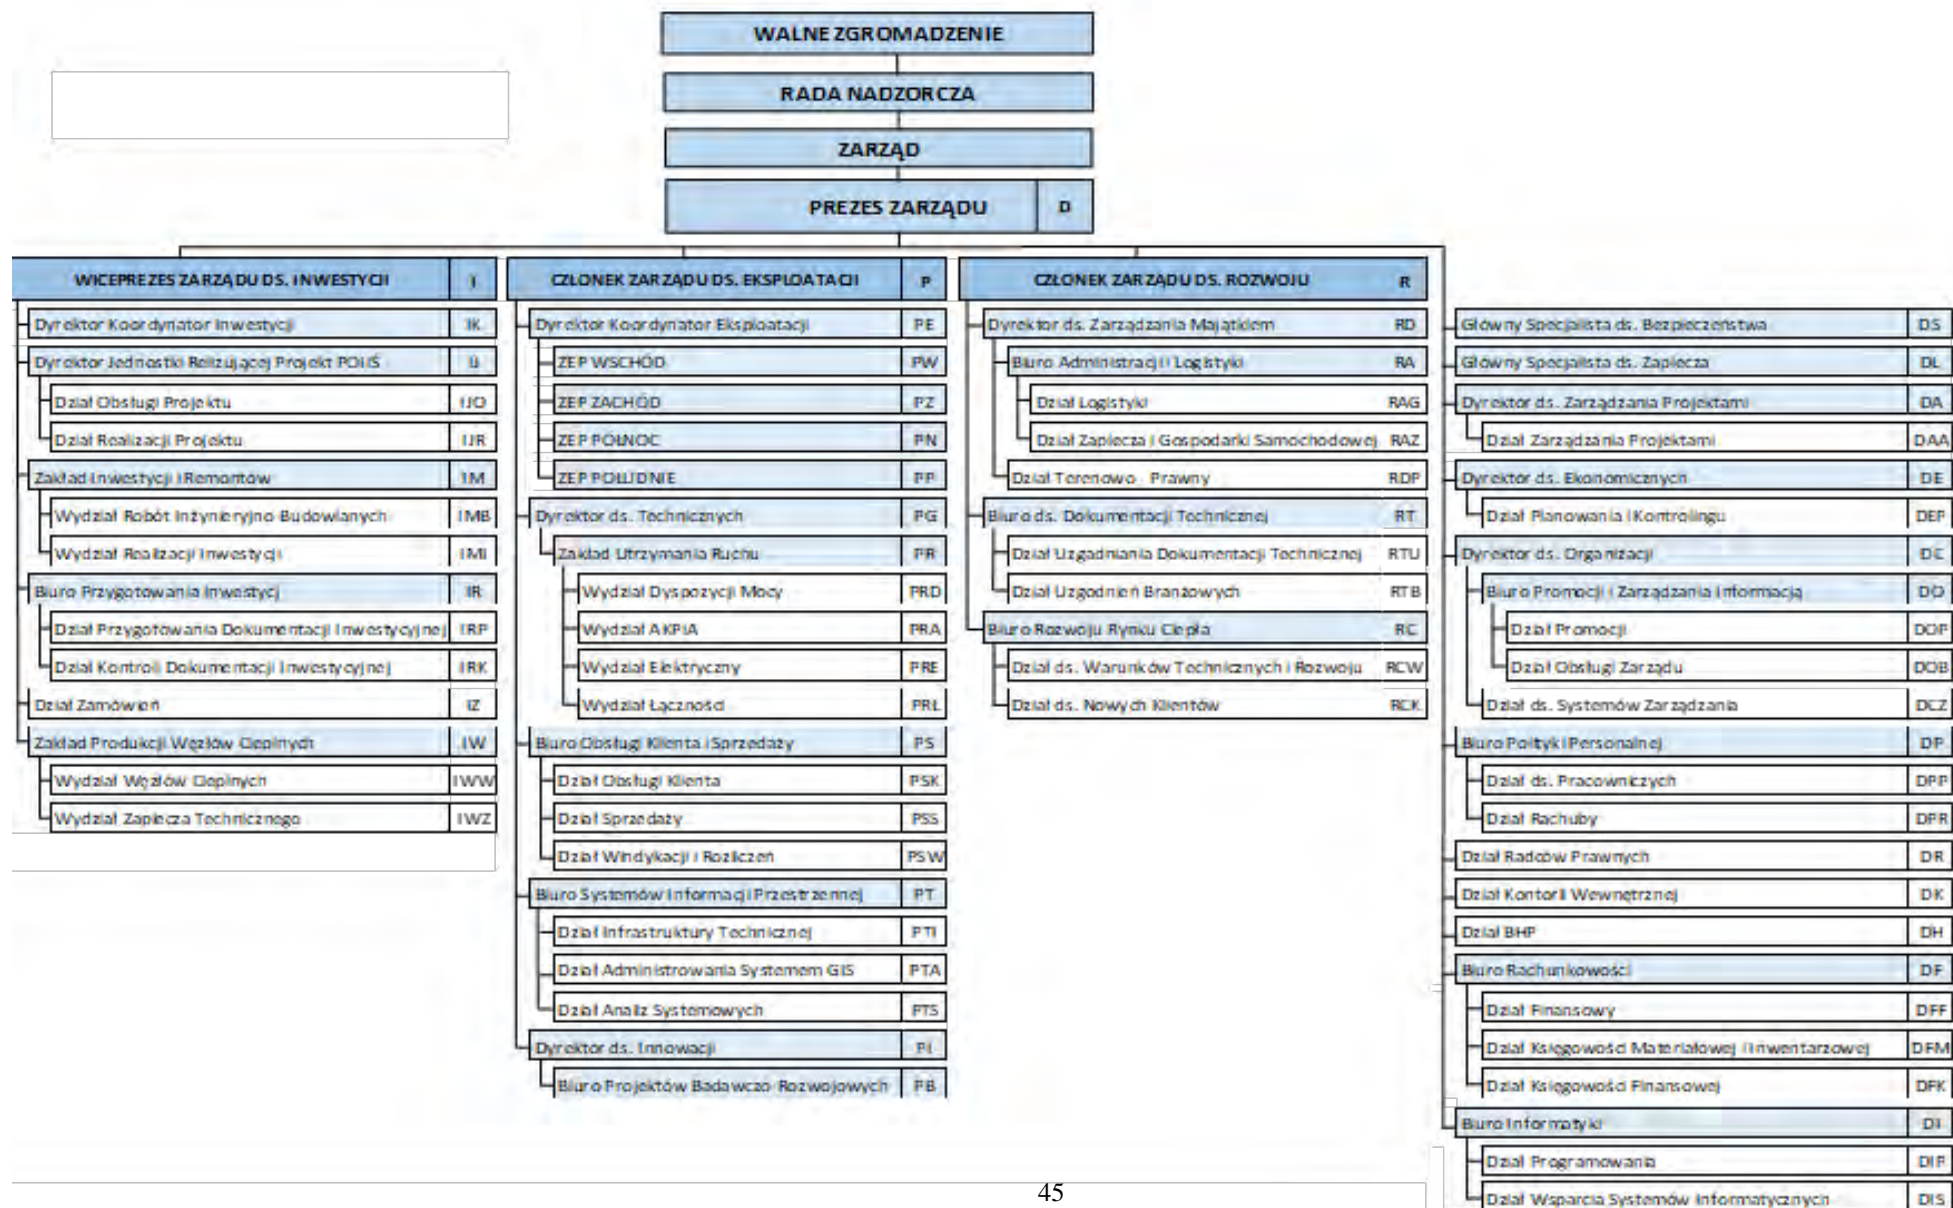 WALNE ZGROMADZENIE
RADA NADZORCZA
ZARZĄD
PREZES ZARZĄDU D
WICEPREZES ZARZĄDU DS. INWESTYCJI I
Dyrektor Koordynator Inwestycji IK
Dyrektor Jednostki Relizującej Projekt POIiŚ IJ
Dział Obsługi Projektu IJO
Dział Realizacji Projektu IJR
Zakład Inwestycji i Remontów IM
Wydział Robót Inżynieryjno-Budowlanych IMB
Wydział Realizacji Inwestycji IMI
Biuro Przygotowania Inwestycj IR
Dział Przygotowania Dokumentacji Inwestycyjnej IRP
Dział Kontroli Dokumentacji Inwestycyjnej IRK
Dział Zamówień IZ
Zakład Produkcji Węzłów Cieplnych IW
Wydział Węzłów Cieplnych IWW
Wydział Zaplecza Technicznego IWZ
CZŁONEK ZARZĄDU DS. EKSPLOATACJI P
Dyrektor Koordynator Eksploatacji PE
ZEP WSCHÓD PW
ZEP ZACHÓD PZ
ZEP PÓŁNOC PN
ZEP POŁUDNIE PP
Dyrektor ds. Technicznych PG
Zakład Utrzymania Ruchu PR
Wydział Dyspozycji Mocy PRD
Wydział AKPiA PRA
Wydział Elektryczny PRE
Wydział Łączności PRŁ
Biuro Obsługi Klienta i Sprzedaży PS
Dział Obsługi Klienta PSK
Dział Sprzedaży PSS
Dział Windykacji i Rozliczeń PSW
Biuro Systemów Informacji Przestrzennej PT
Dział Infrastruktury Technicznej PTI
Dział Administrowania Systemem GIS PTA
Dział Analiz Systemowych PTS
Dyrektor ds. Innowacji PI
Biuro Projektów Badawczo-Rozwojowych PB
CZŁONEK ZARZĄDU DS. ROZWOJU R
Dyrektor ds. Zarządzania Majątkiem RD
Biuro Administracji i Logistyki RA
Dział Logistyki RAG
Dział Zaplecza i Gospodarki Samochodowej RAZ
Dział Terenowo - Prawny RDP
Biuro ds. Dokumentacji Technicznej RT
Dział Uzgadniania Dokumentacji Technicznej RTU
Dział Uzgodnień Branżowych RTB
Biuro Rozwoju Rynku Ciepła RC
Dział ds. Warunków Technicznych i Rozwoju RCW
Dział ds. Nowych Klientów RCK
Główny Specjalista ds. Bezpieczeństwa DS
Główny Specjalista ds. Zaplecza DL
Dyrektor ds. Zarządzania Projektami DA
Dział Zarządzania Projektami DAA
Dyrektor ds. Ekonomicznych DE
Dział Planowania i Kontrolingu DEP
Dyrektor ds. Organizacji DC
Biuro Promocji i Zarządzania Informacją DO
Dział Promocji DOP
Dział Obsługi Zarządu DOB
Dział ds. Systemów Zarządzania DCZ
Biuro Polityki Personalnej DP
Dział ds. Pracowniczych DPP
Dział Rachuby DPR
Dział Radców Prawnych DR
Dział Kontorli Wewnętrznej DK
Dział BHP DH
Biuro Rachunkowości DF
Dział Finansowy DFF
Dział Księgowości Materiałowej i Inwentarzowej DFM
Dział Księgowości Finansowej DFK
Biuro Informatyki DI
Dział Programowania DIP
Dział Wsparcia Systemów Informatycznych DIS
45